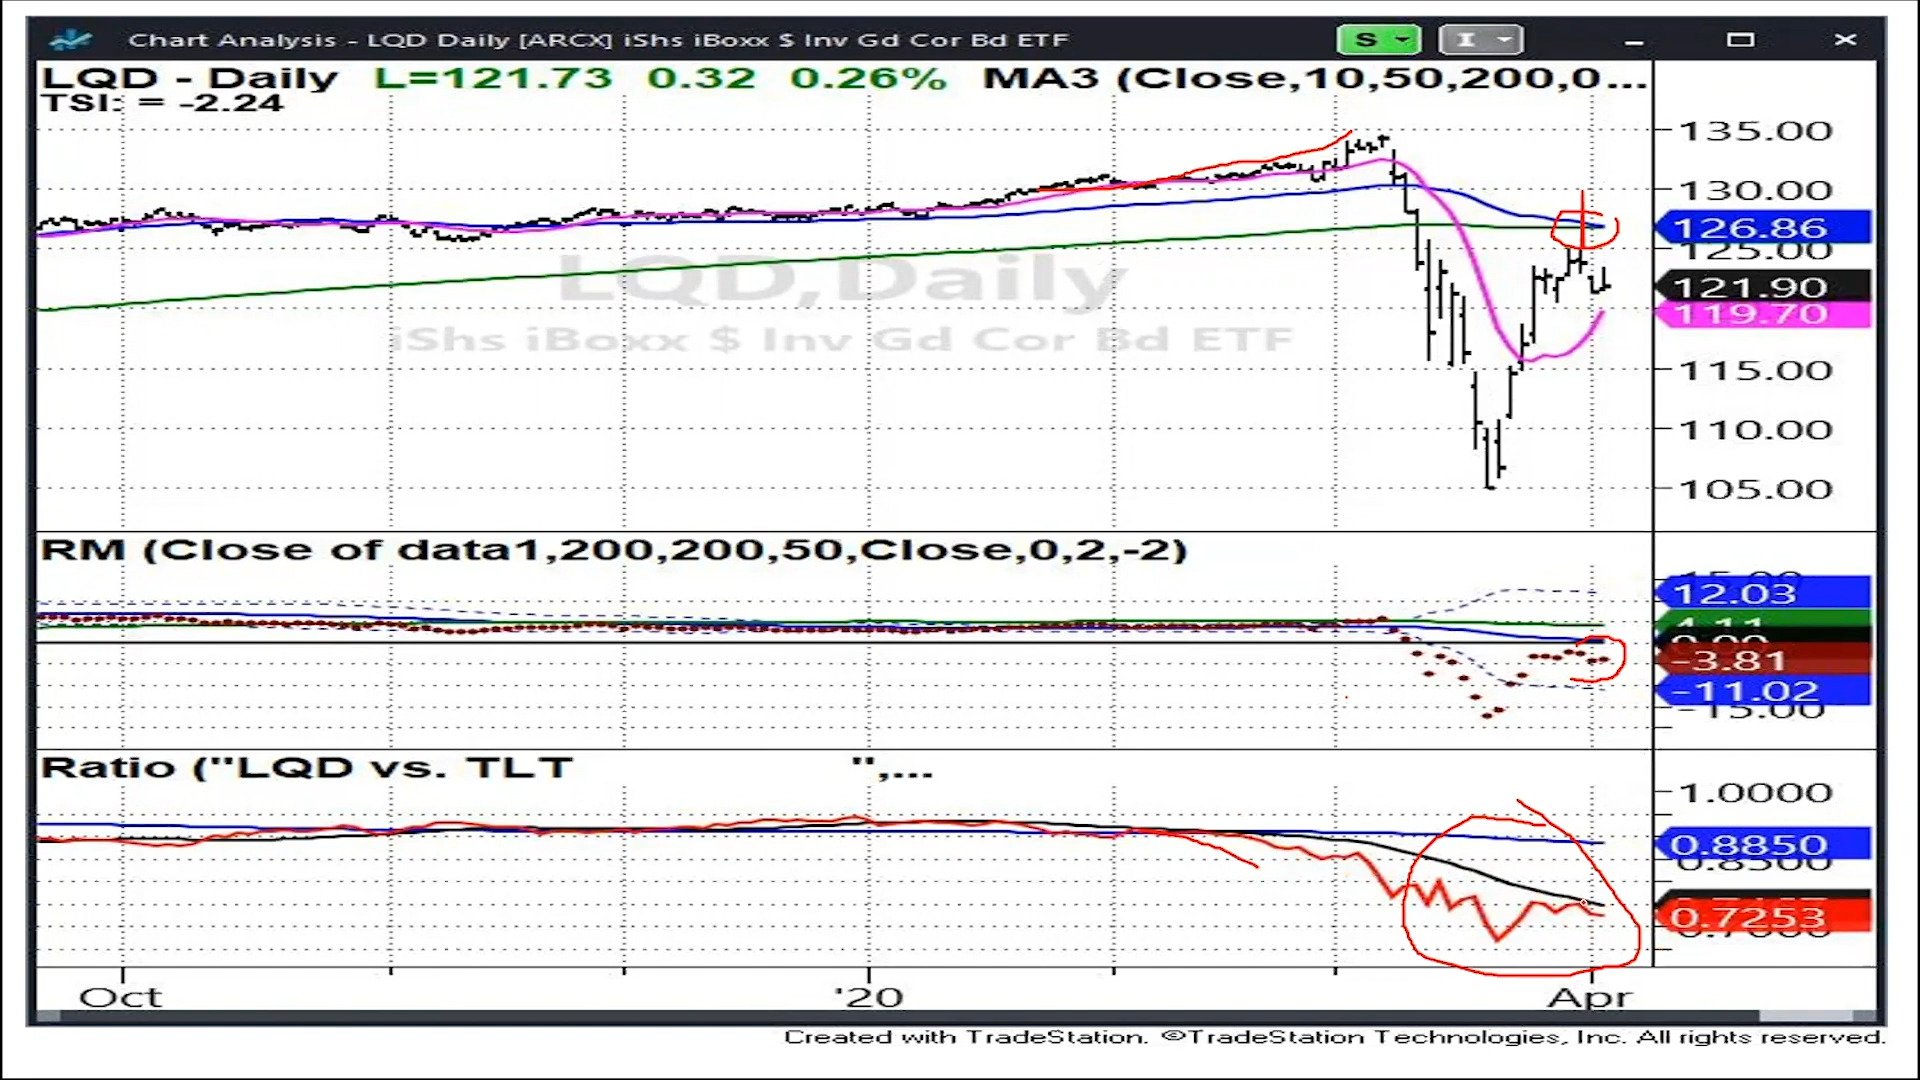 Chart Analysis - LQD Daily [ARCX] iShs iBoxx $ Inv Gd Cor Bd ETF
S I
LQD - Daily L=121.73 0.32 0.26% MA3 (Close,10,50,200,0...
TSI: = -2.24
135.00
130.00
126.86
125.00
LQD,Daily
121.90
119.70
iShs iBoxx $ Inv Gd Cor Bd ETF
115.00
110.00
105.00
RM (Close of data1,200,200,50,Close,0,2,-2)
12.03
-3.81
-11.02
-15.00
Ratio ("LQD vs. TLT ",...
1.0000
0.8850
0.7253
Oct '20 Apr
Created with TradeStation. ©TradeStation Technologies, Inc. All rights reserved.